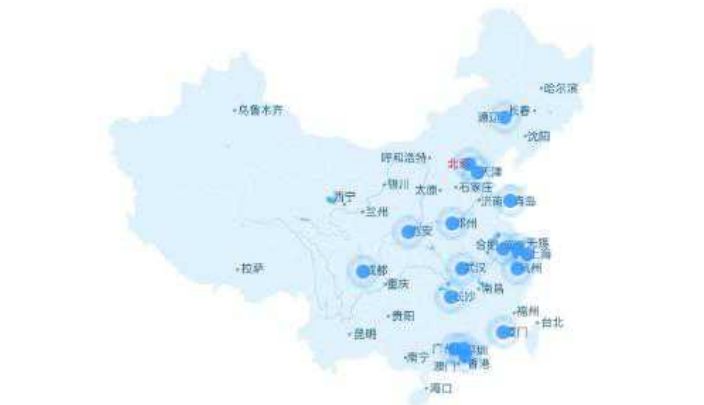 哈尔滨
乌鲁木齐
长春
通辽
沈阳
呼和浩特
北京
天津
银川
太原
石家庄
西宁
济南
青岛
兰州
郑州
西安
合肥
无锡
上海
拉萨
成都
武汉
杭州
重庆
南昌
长沙
贵阳
福州
台北
昆明
厦门
广州
深圳
南宁
澳门
香港
海口